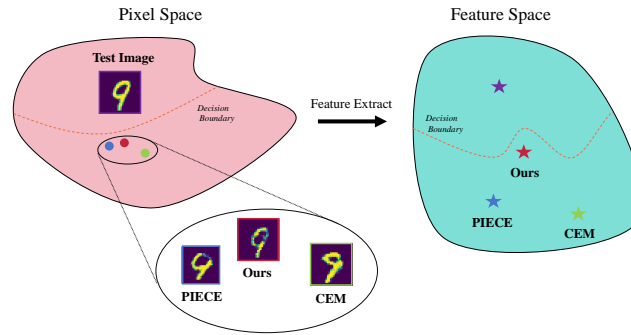 Pixel Space
Feature Space
Test Image
Decision
Boundary
Feature Extract
Decision
Boundary
Ours
PIECE
CEM
Ours
PIECE
CEM